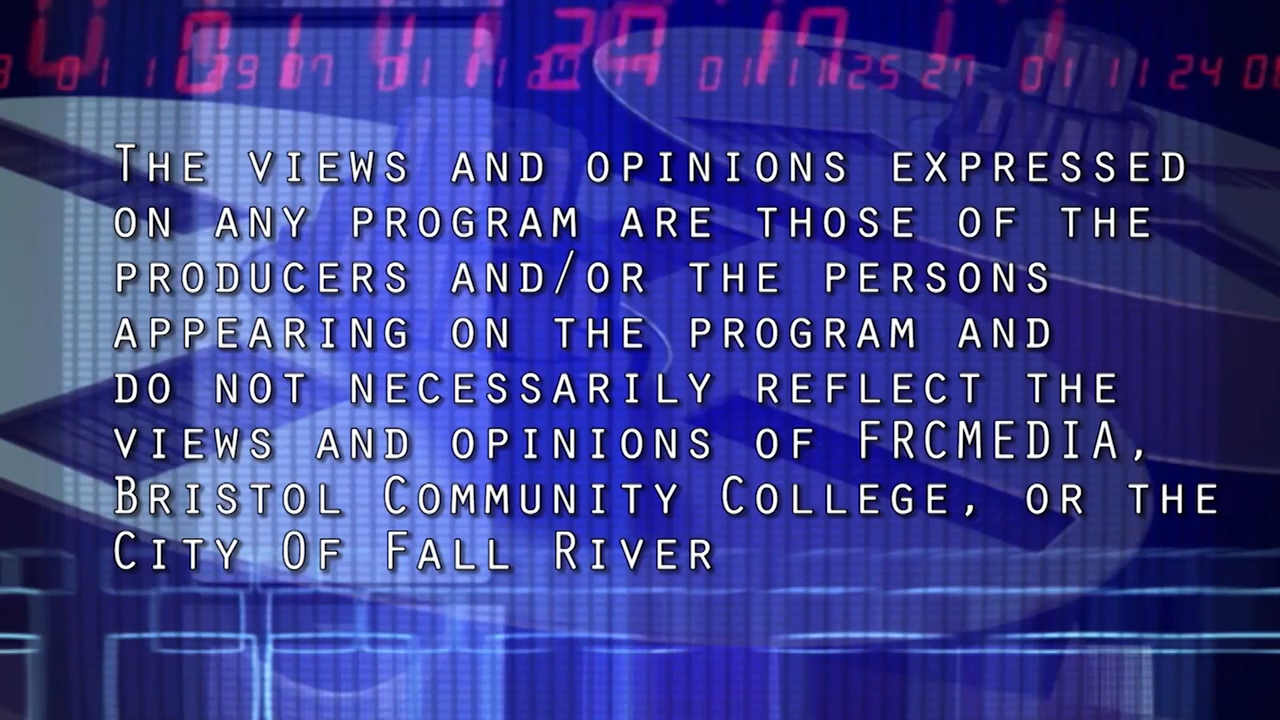 The views and opinions expressed
on any program are those of the
producers and/or the persons
appearing on the program and
do not necessarily reflect the
views and opinions of FRCMEDIA,
Bristol Community College, or the
City Of Fall River